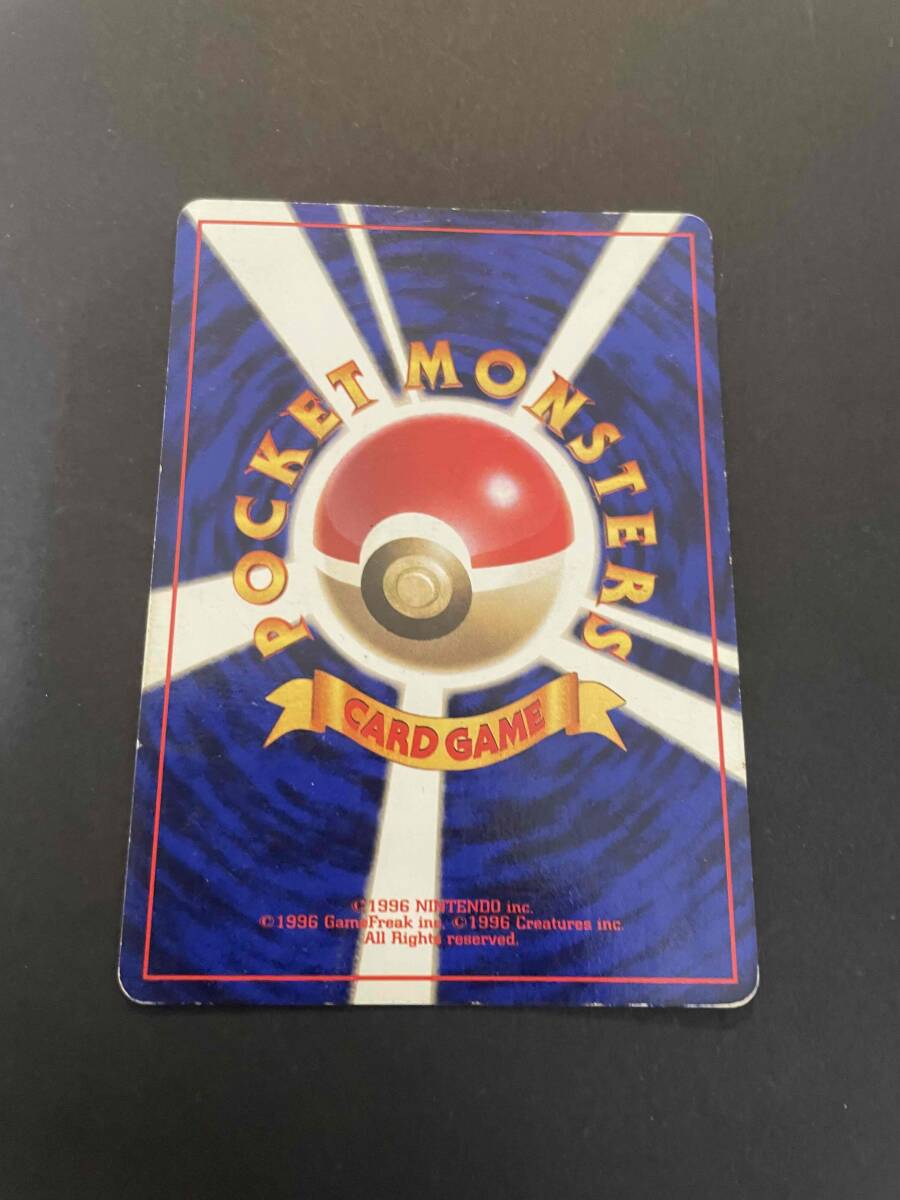 POCKET MONSTERS
CARD GAME
©1996 NINTENDO inc.
©1996 GameFreak inc. ©1996 Creatures inc.
All Rights reserved.